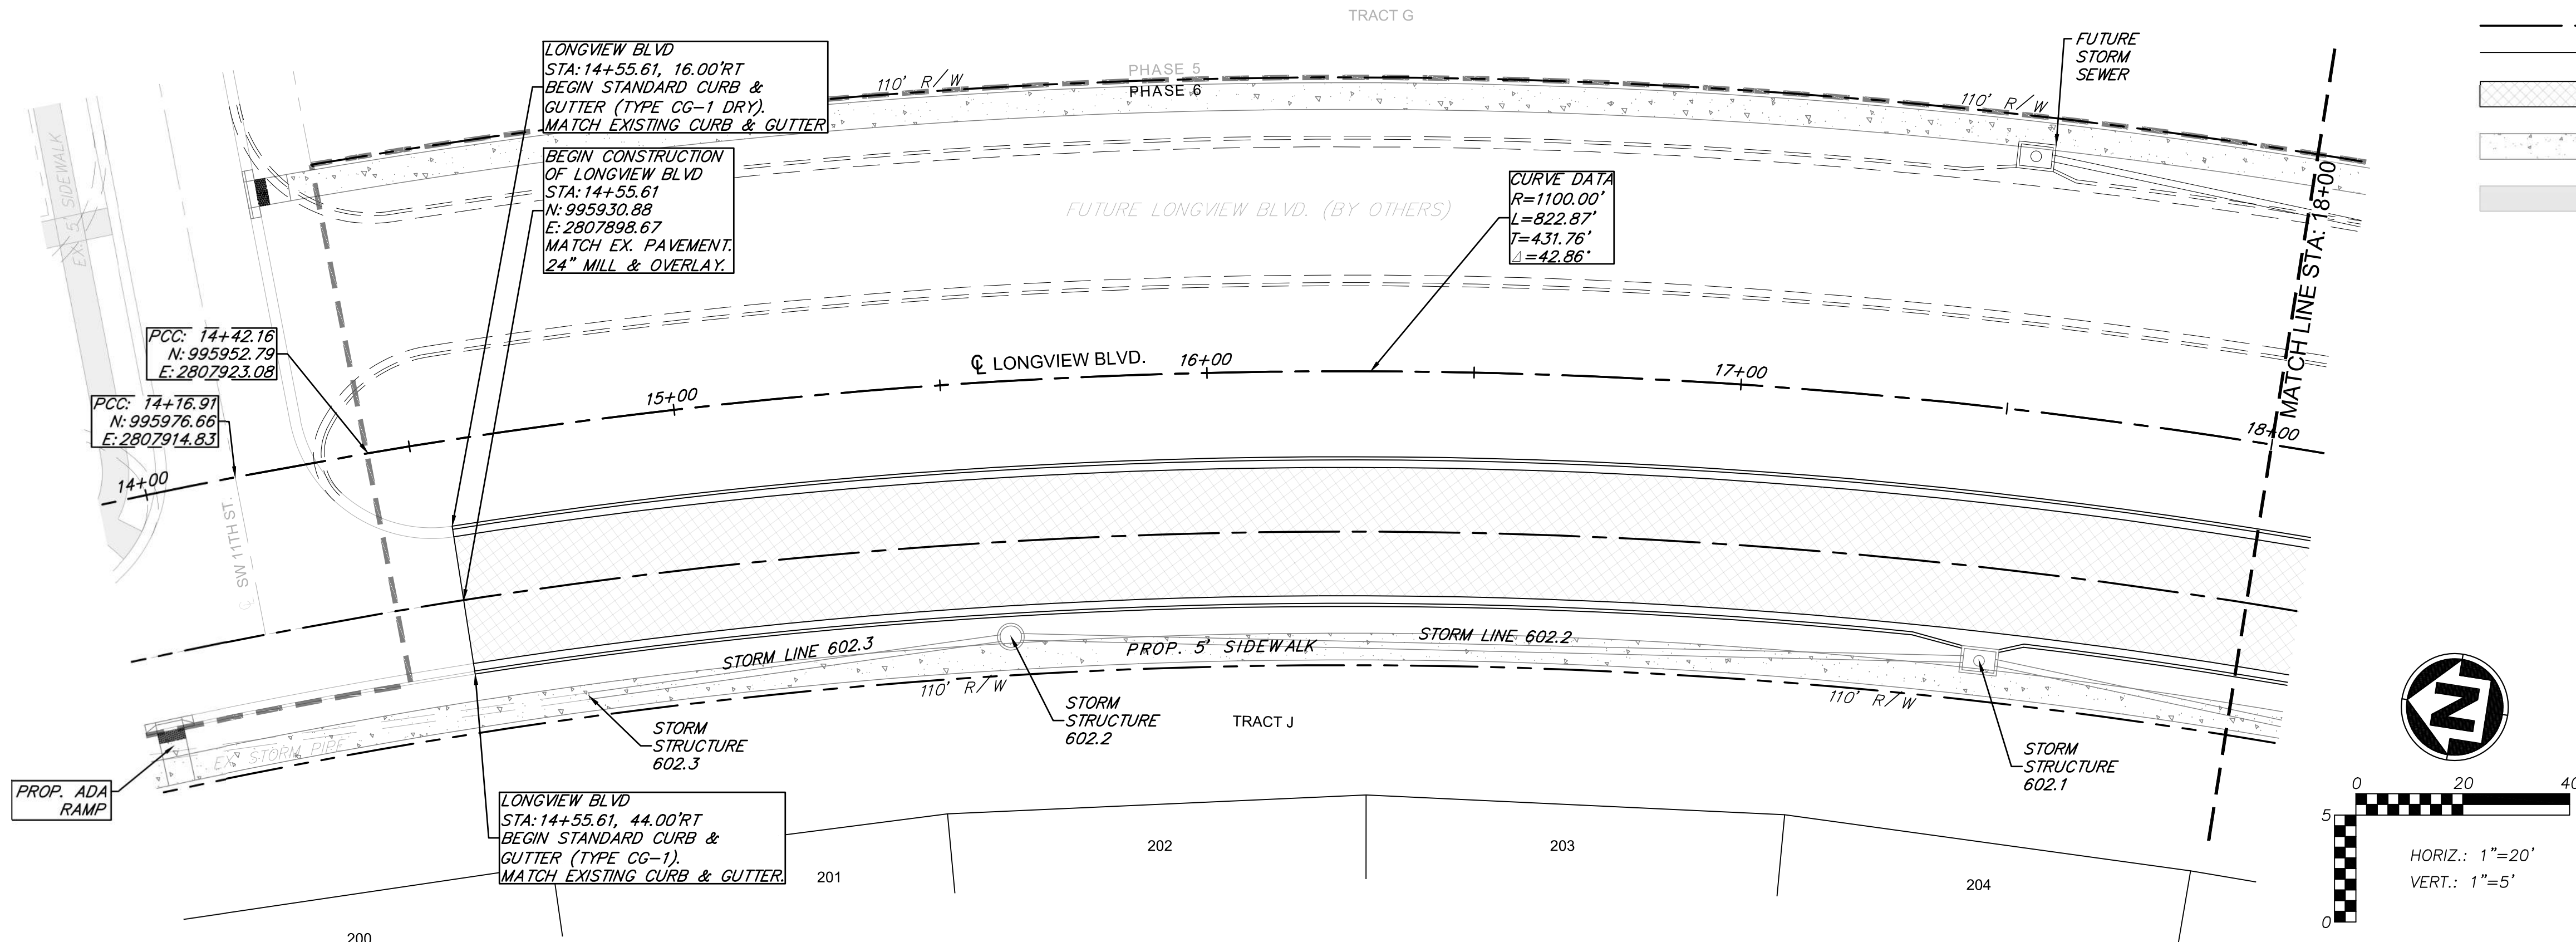 TRACT G
LONGVIEW BLVD
STA: 14+55.61, 16.00'RT
BEGIN STANDARD CURB &
GUTTER (TYPE CG-1 DRY).
MATCH EXISTING CURB & GUTTER
110' R/W
PHASE 5
PHASE 6
110' R/W
FUTURE
STORM
SEWER
EX. 5' SIDEWALK
BEGIN CONSTRUCTION
OF LONGVIEW BLVD
STA: 14+55.61
N: 995930.88
E: 2807898.67
MATCH EX. PAVEMENT.
24" MILL & OVERLAY.
FUTURE LONGVIEW BLVD. (BY OTHERS)
CURVE DATA
R=1100.00'
L=822.87'
T=431.76'
△=42.86°
MATCH LINE STA: 18+00
PCC: 14+42.16
N: 995952.79
E: 2807923.08
PCC: 14+16.91
N: 995976.66
E: 2807914.83
14+00
15+00
℄ LONGVIEW BLVD.
16+00
17+00
18+00
℄ SW 11TH ST.
STORM LINE 602.3
PROP. 5' SIDEWALK
STORM LINE 602.2
110' R/W
110' R/W
EX. STORM PIPE
STORM
STRUCTURE
602.3
STORM
STRUCTURE
602.2
TRACT J
STORM
STRUCTURE
602.1
PROP. ADA
RAMP
LONGVIEW BLVD
STA: 14+55.61, 44.00'RT
BEGIN STANDARD CURB &
GUTTER (TYPE CG-1).
MATCH EXISTING CURB & GUTTER.
200
201
202
203
204
N
0 20 40
5
0
HORIZ.: 1"=20'
VERT.: 1"=5'